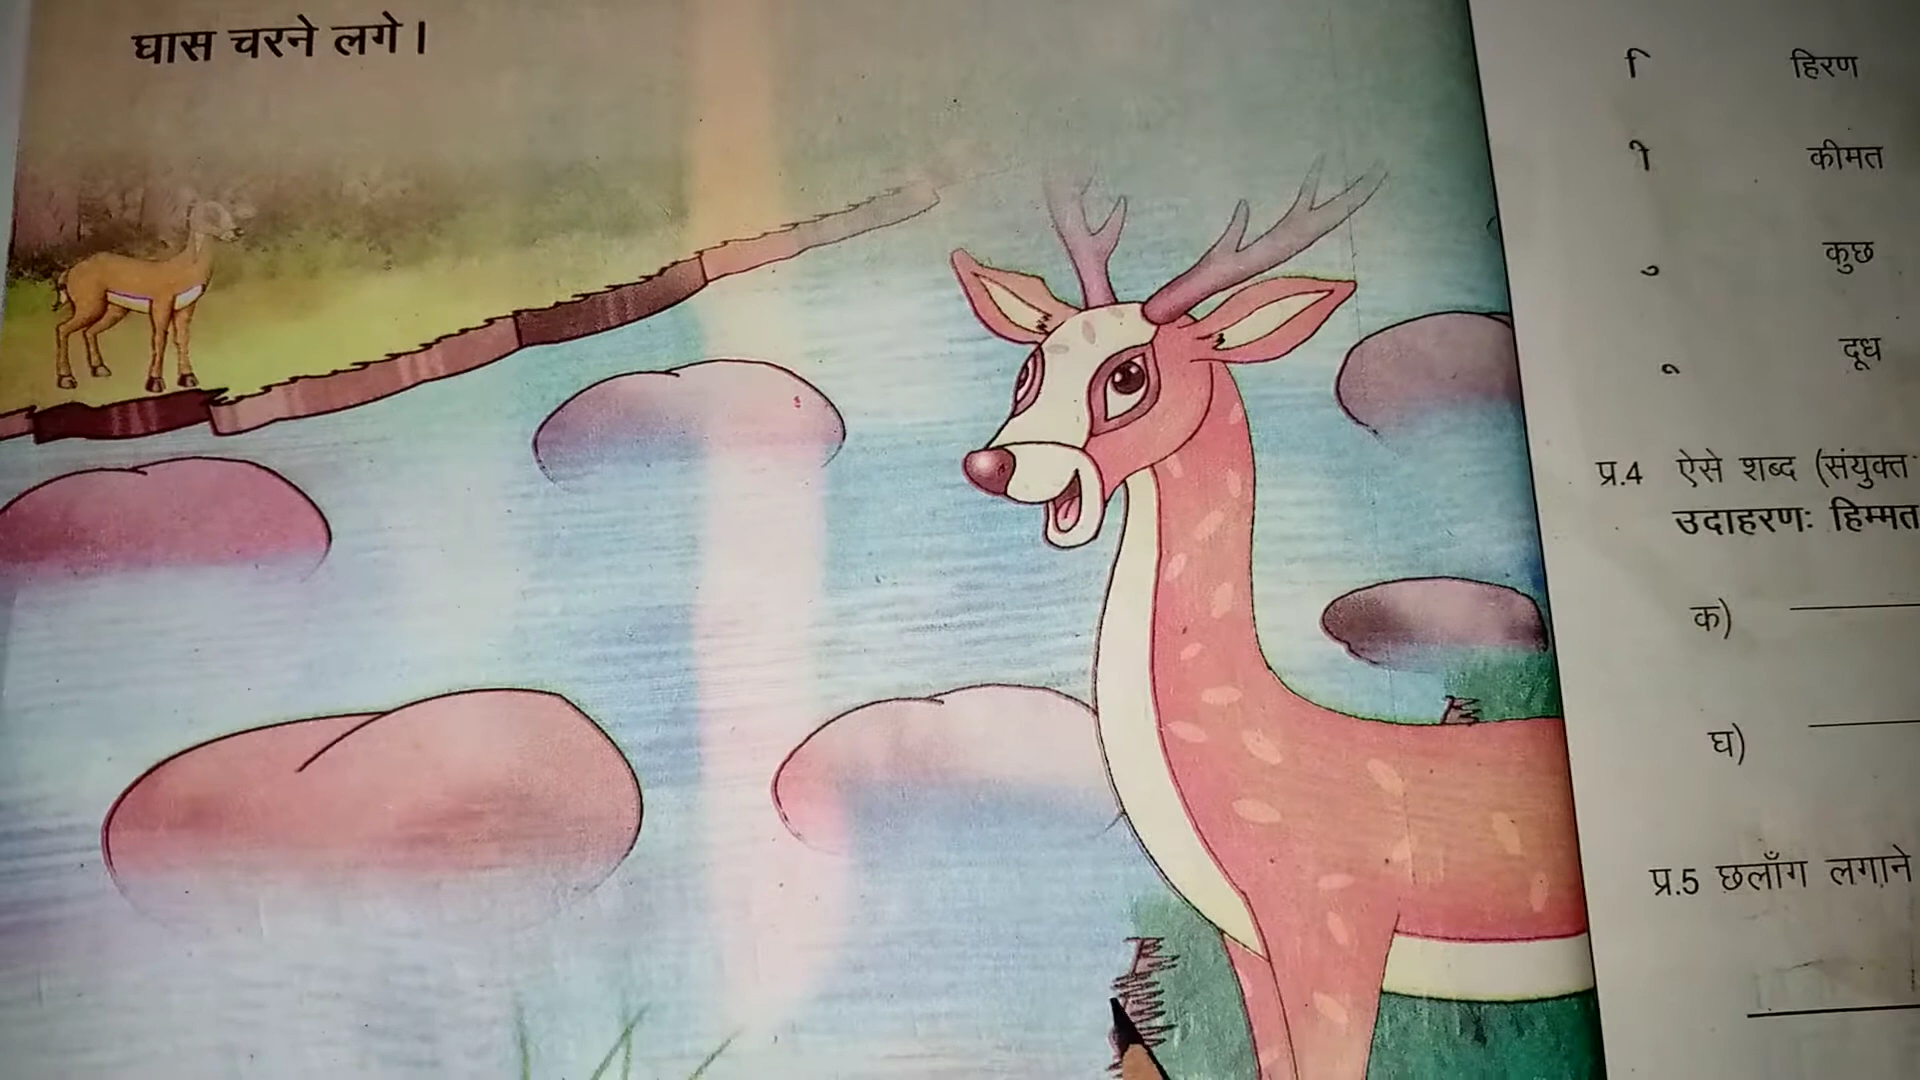 घास चरने लगे।
ि हिरण
ी कीमत
ु कुछ
ू दूध
प्र.4 ऐसे शब्द (संयुक्त
उदाहरणः हिम्मत
क)
घ)
प्र.5 छलाँग लगाने